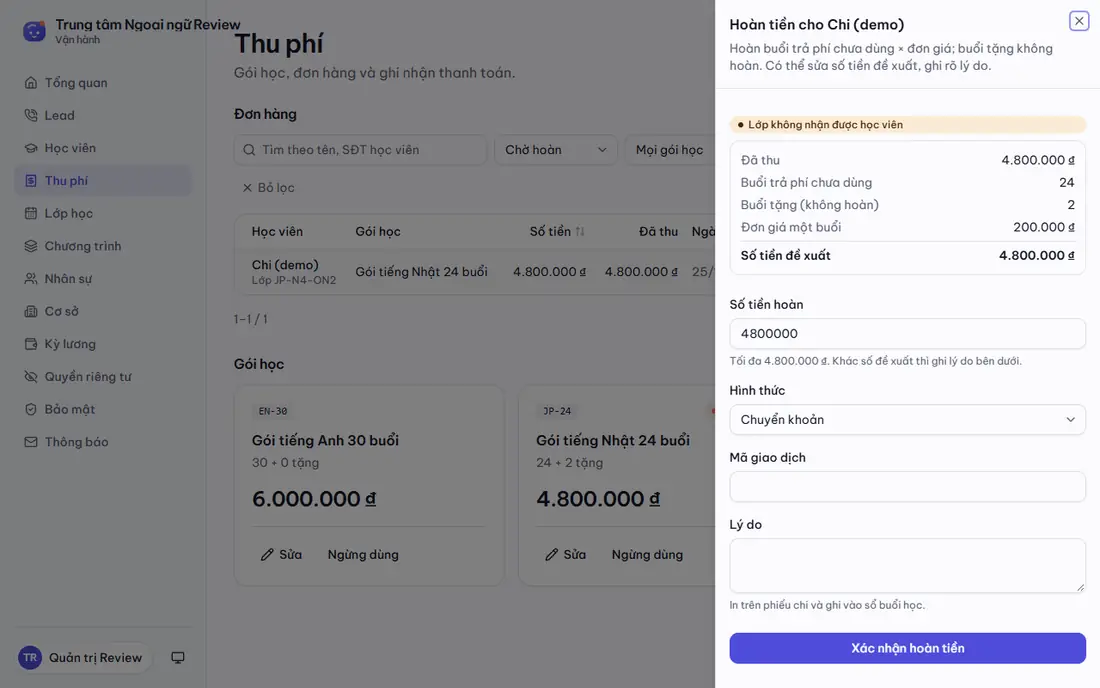 Trung tâm Ngoại ngữ Review
Vận hành
Tổng quan
Lead
Học viên
Thu phí
Lớp học
Chương trình
Nhân sự
Cơ sở
Kỳ lương
Quyền riêng tư
Bảo mật
Thông báo
TR
Quản trị Review
Thu phí
Gói học, đơn hàng và ghi nhận thanh toán.
Đơn hàng
Tìm theo tên, SĐT học viên
Chờ hoàn
Mọi gói học
Bỏ lọc
Học viên Gói học Số tiền Đã thu Ngà
Chi (demo) Gói tiếng Nhật 24 buổi 4.800.000 ₫ 4.800.000 ₫ 25/
Lớp JP-N4-ON2
1–1 / 1
Gói học
EN-30
Gói tiếng Anh 30 buổi
30 + 0 tặng
6.000.000 ₫
Sửa Ngừng dùng
JP-24
Gói tiếng Nhật 24 buổi
24 + 2 tặng
4.800.000 ₫
Sửa Ngừng dùng
Hoàn tiền cho Chi (demo)
Hoàn buổi trả phí chưa dùng × đơn giá; buổi tặng không
hoàn. Có thể sửa số tiền đề xuất, ghi rõ lý do.
Lớp không nhận được học viên
Đã thu 4.800.000 ₫
Buổi trả phí chưa dùng 24
Buổi tặng (không hoàn) 2
Đơn giá một buổi 200.000 ₫
Số tiền đề xuất 4.800.000 ₫
Số tiền hoàn
4800000
Tối đa 4.800.000 ₫. Khác số đề xuất thì ghi lý do bên dưới.
Hình thức
Chuyển khoản
Mã giao dịch
Lý do
In trên phiếu chi và ghi vào sổ buổi học.
Xác nhận hoàn tiền